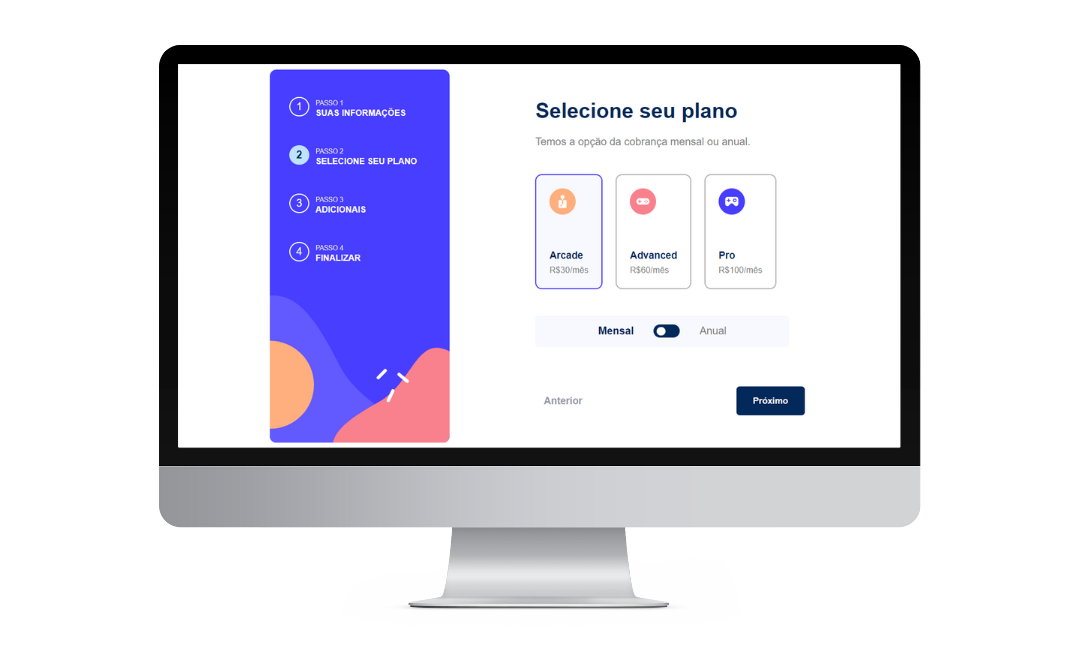 1
PASSO 1
SUAS INFORMAÇÕES
2
PASSO 2
SELECIONE SEU PLANO
3
PASSO 3
ADICIONAIS
4
PASSO 4
FINALIZAR
Selecione seu plano
Temos a opção da cobrança mensal ou anual.
Arcade
R$30/mês
Advanced
R$60/mês
Pro
R$100/mês
Mensal
Anual
Anterior
Próximo